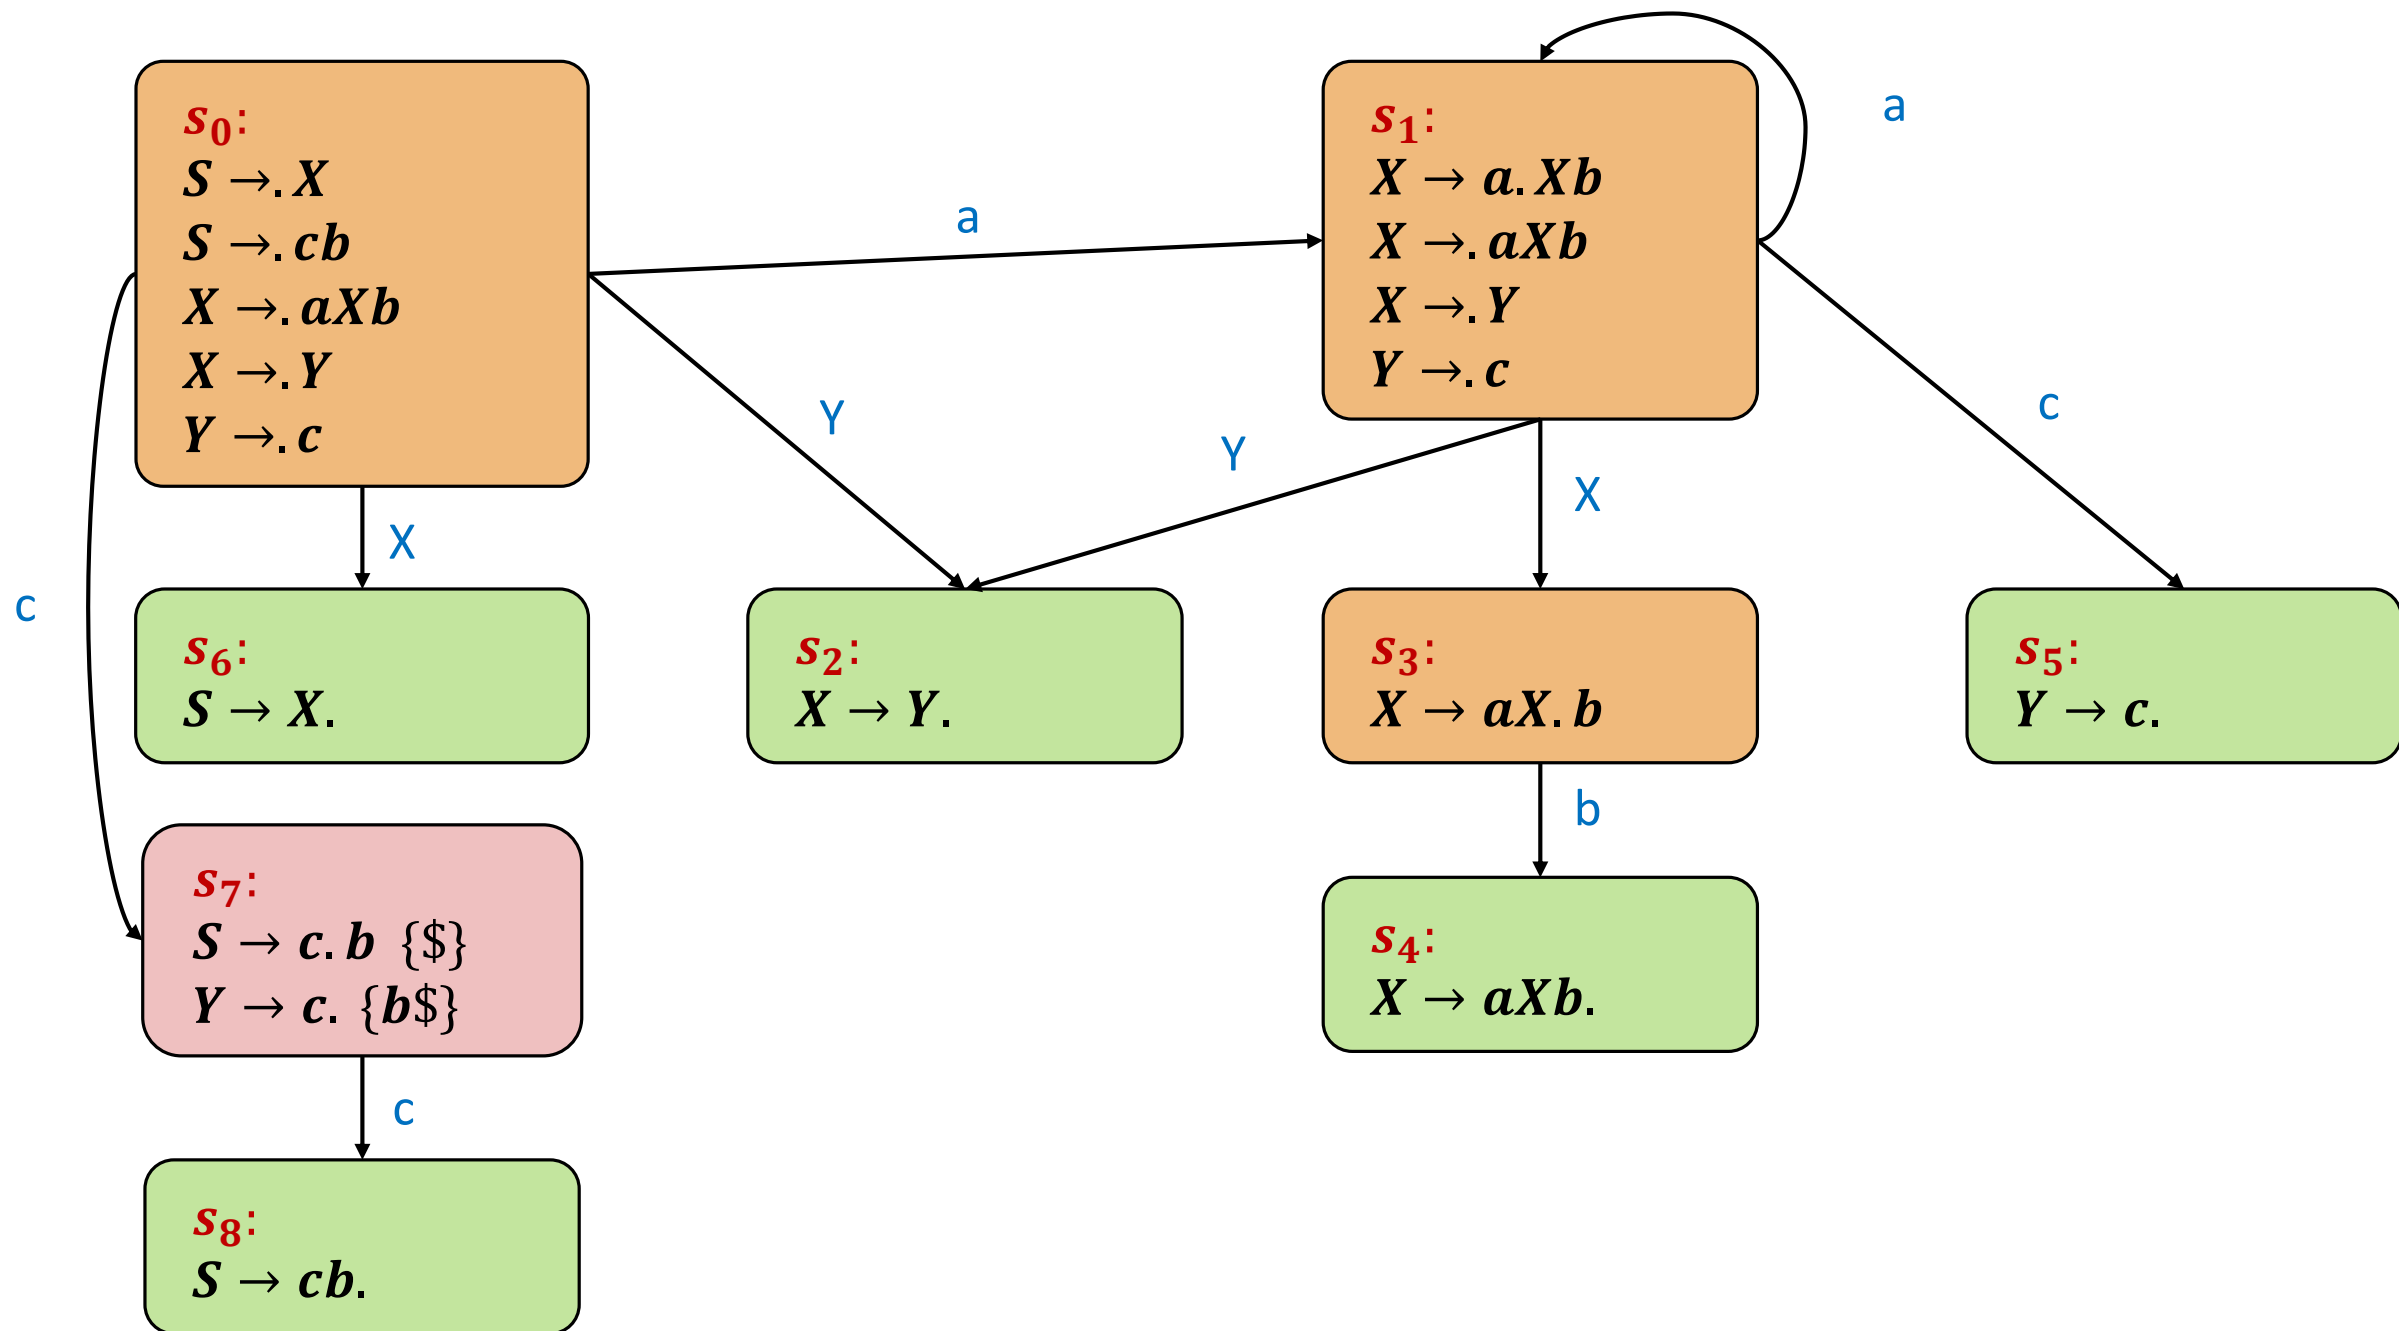 s₀:
S →. X
S →. cb
X →. aXb
X →. Y
Y →. c
a
s₁:
X → a. Xb
X →. aXb
X →. Y
Y →. c
a
Y
Y
X
c
X
c
s₆:
S → X.
s₂:
X → Y.
s₃:
X → aX. b
s₅:
Y → c.
b
s₇:
S → c. b {$}
Y → c. {b$}
s₄:
X → aXb.
c
s₈:
S → cb.